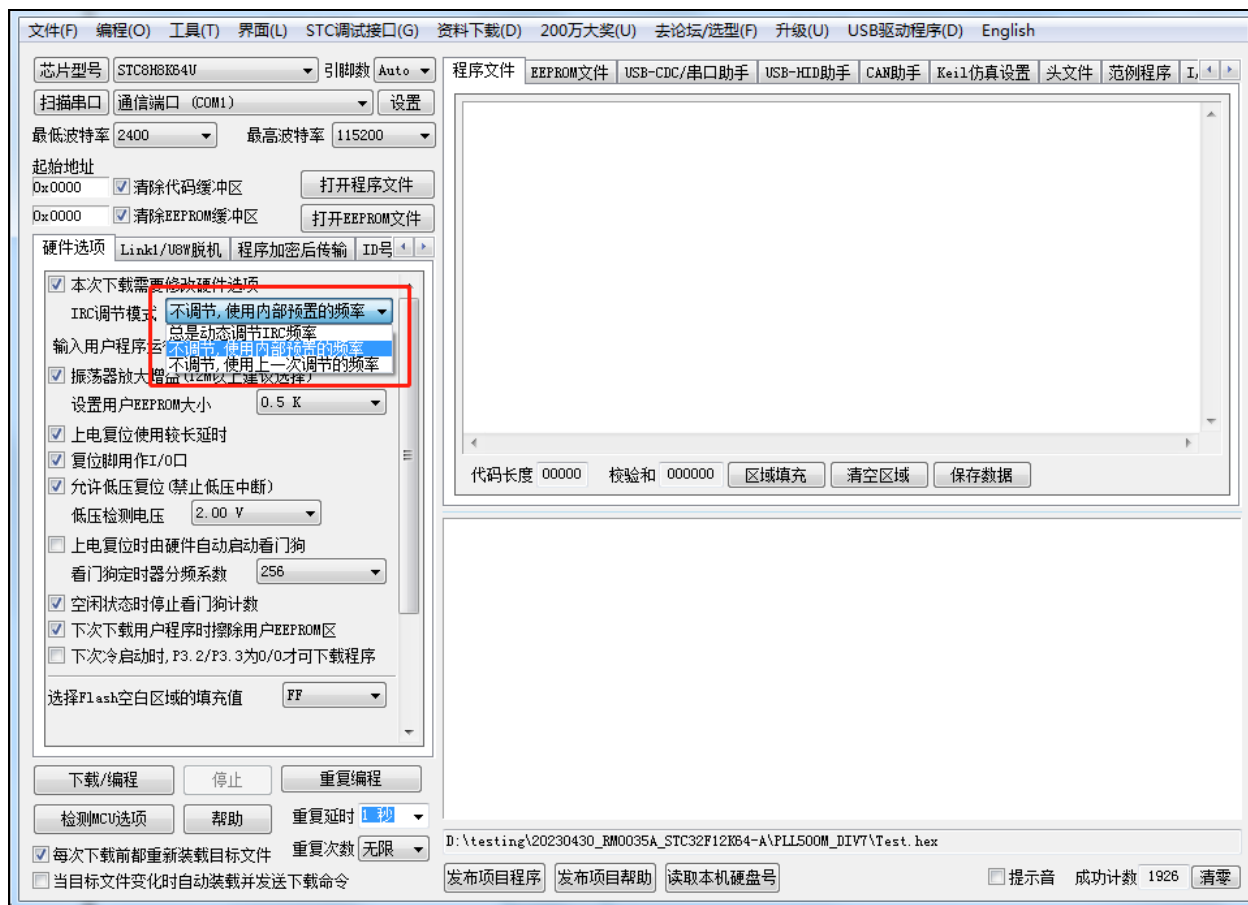 文件(F) 编程(O) 工具(T) 界面(L) STC调试接口(G) 资料下载(D) 200万大奖(U) 去论坛/选型(F) 升级(U) USB驱动程序(D) English
芯片型号 STC8H8K64U 引脚数 Auto
扫描串口 通信端口 (COM1) 设置
最低波特率 2400 最高波特率 115200
起始地址
0x0000 清除代码缓冲区 打开程序文件
0x0000 清除EEPROM缓冲区 打开EEPROM文件
硬件选项 Link1/U8W脱机 程序加密后传输 ID号
本次下载需要修改硬件选项
IRC调节模式 不调节,使用内部预置的频率
总是动态调节IRC频率
输入用户程序运 不调节,使用内部预置的频率
不调节,使用上一次调节的频率
振荡器放大增益(12M以上建议选择)
设置用户EEPROM大小 0.5 K
上电复位使用较长延时
复位脚用作I/O口
允许低压复位(禁止低压中断)
低压检测电压 2.00 V
上电复位时由硬件自动启动看门狗
看门狗定时器分频系数 256
空闲状态时停止看门狗计数
下次下载用户程序时擦除用户EEPROM区
下次冷启动时,P3.2/P3.3为0/0才可下载程序
选择Flash空白区域的填充值 FF
下载/编程 停止 重复编程
检测MCU选项 帮助 重复延时 1 秒
每次下载前都重新装载目标文件 重复次数 无限
当目标文件变化时自动装载并发送下载命令
程序文件 EEPROM文件 USB-CDC/串口助手 USB-HID助手 CAN助手 Keil仿真设置 头文件 范例程序 I/
代码长度 00000 校验和 000000 区域填充 清空区域 保存数据
D:\testing\20230430_RM0035A_STC32F12K64-A\PLL500M_DIV7\Test.hex
发布项目程序 发布项目帮助 读取本机硬盘号 提示音 成功计数 1926 清零